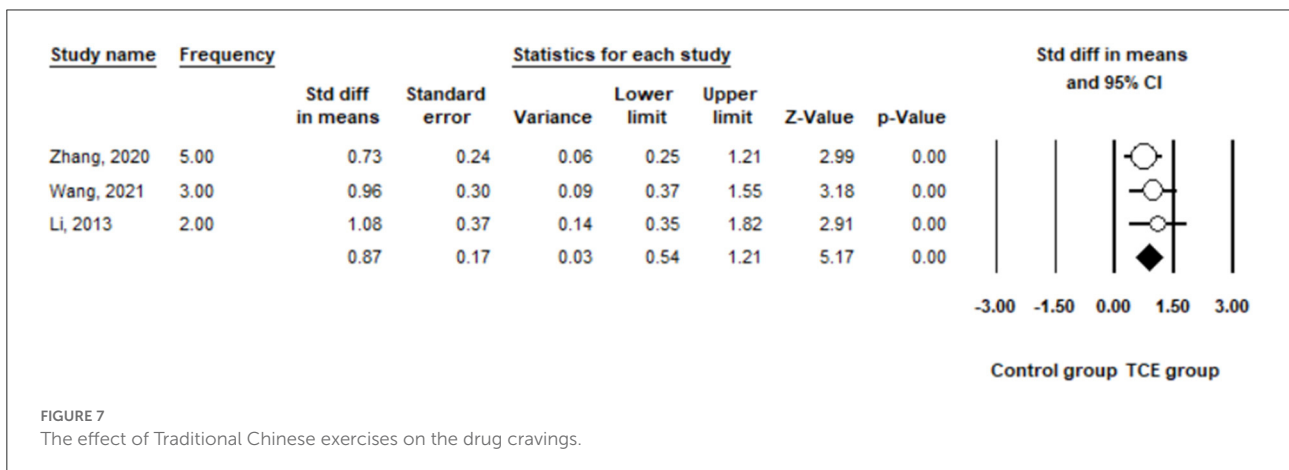 Study name Frequency Statistics for each study Std diff in means
and 95% CI
Std diff Standard Lower Upper
in means error Variance limit limit Z-Value p-Value
Zhang, 2020 5.00 0.73 0.24 0.06 0.25 1.21 2.99 0.00
Wang, 2021 3.00 0.96 0.30 0.09 0.37 1.55 3.18 0.00
Li, 2013 2.00 1.08 0.37 0.14 0.35 1.82 2.91 0.00
0.87 0.17 0.03 0.54 1.21 5.17 0.00
-3.00 -1.50 0.00 1.50 3.00
Control group TCE group
FIGURE 7
The effect of Traditional Chinese exercises on the drug cravings.